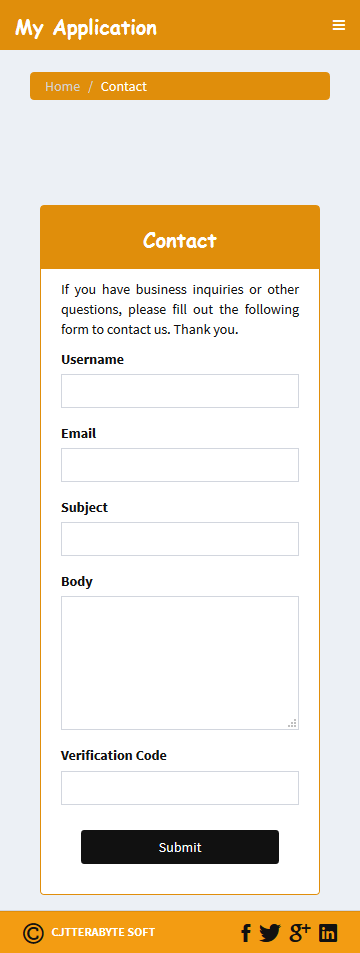 My Application
Home / Contact
Contact
If you have business inquiries or other
questions, please fill out the following
form to contact us. Thank you.
Username
Email
Subject
Body
Verification Code
Submit
© CJTTERABYTE SOFT